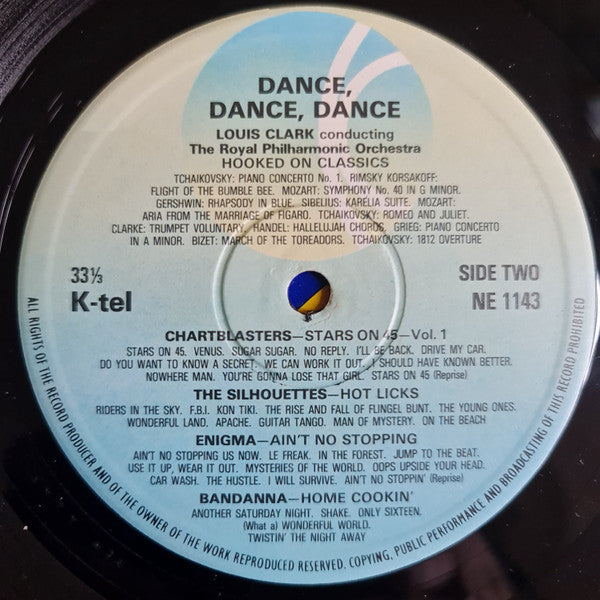 DANCE,
DANCE, DANCE
LOUIS CLARK conducting
The Royal Philharmonic Orchestra
HOOKED ON CLASSICS
TCHAIKOVSKY: PIANO CONCERTO No. 1. RIMSKY KORSAKOFF:
FLIGHT OF THE BUMBLE BEE. MOZART: SYMPHONY No. 40 IN G MINOR.
GERSHWIN: RHAPSODY IN BLUE. SIBELIUS: KARELIA SUITE. MOZART:
ARIA FROM THE MARRIAGE OF FIGARO. TCHAIKOVSKY: ROMEO AND JULIET.
CLARKE: TRUMPET VOLUNTARY. HANDEL: HALLELUJAH CHORUS. GRIEG: PIANO CONCERTO
IN A MINOR. BIZET: MARCH OF THE TOREADORS. TCHAIKOVSKY: 1812 OVERTURE
33⅓
K-tel
SIDE TWO
NE 1143
CHARTBLASTERS—STARS ON 45—Vol. 1
STARS ON 45. VENUS. SUGAR SUGAR. NO REPLY. I'LL BE BACK. DRIVE MY CAR.
DO YOU WANT TO KNOW A SECRET. WE CAN WORK IT OUT. I SHOULD HAVE KNOWN BETTER.
NOWHERE MAN. YOU'RE GONNA LOSE THAT GIRL. STARS ON 45 (Reprise)
THE SILHOUETTES—HOT LICKS
RIDERS IN THE SKY. F.B.I. KON TIKI. THE RISE AND FALL OF FLINGEL BUNT. THE YOUNG ONES.
WONDERFUL LAND. APACHE. GUITAR TANGO. MAN OF MYSTERY. ON THE BEACH
ENIGMA—AIN'T NO STOPPING
AIN'T NO STOPPING US NOW. LE FREAK. IN THE FOREST. JUMP TO THE BEAT.
USE IT UP, WEAR IT OUT. MYSTERIES OF THE WORLD. OOPS UPSIDE YOUR HEAD.
CAR WASH. THE HUSTLE. I WILL SURVIVE. AIN'T NO STOPPIN' (Reprise)
BANDANNA—HOME COOKIN'
ANOTHER SATURDAY NIGHT. SHAKE. ONLY SIXTEEN.
(What a) WONDERFUL WORLD.
TWISTIN' THE NIGHT AWAY
ALL RIGHTS OF THE RECORD PRODUCER AND OF THE OWNER OF THE WORK REPRODUCED RESERVED. COPYING, PUBLIC PERFORMANCE AND BROADCASTING OF THIS RECORD PROHIBITED